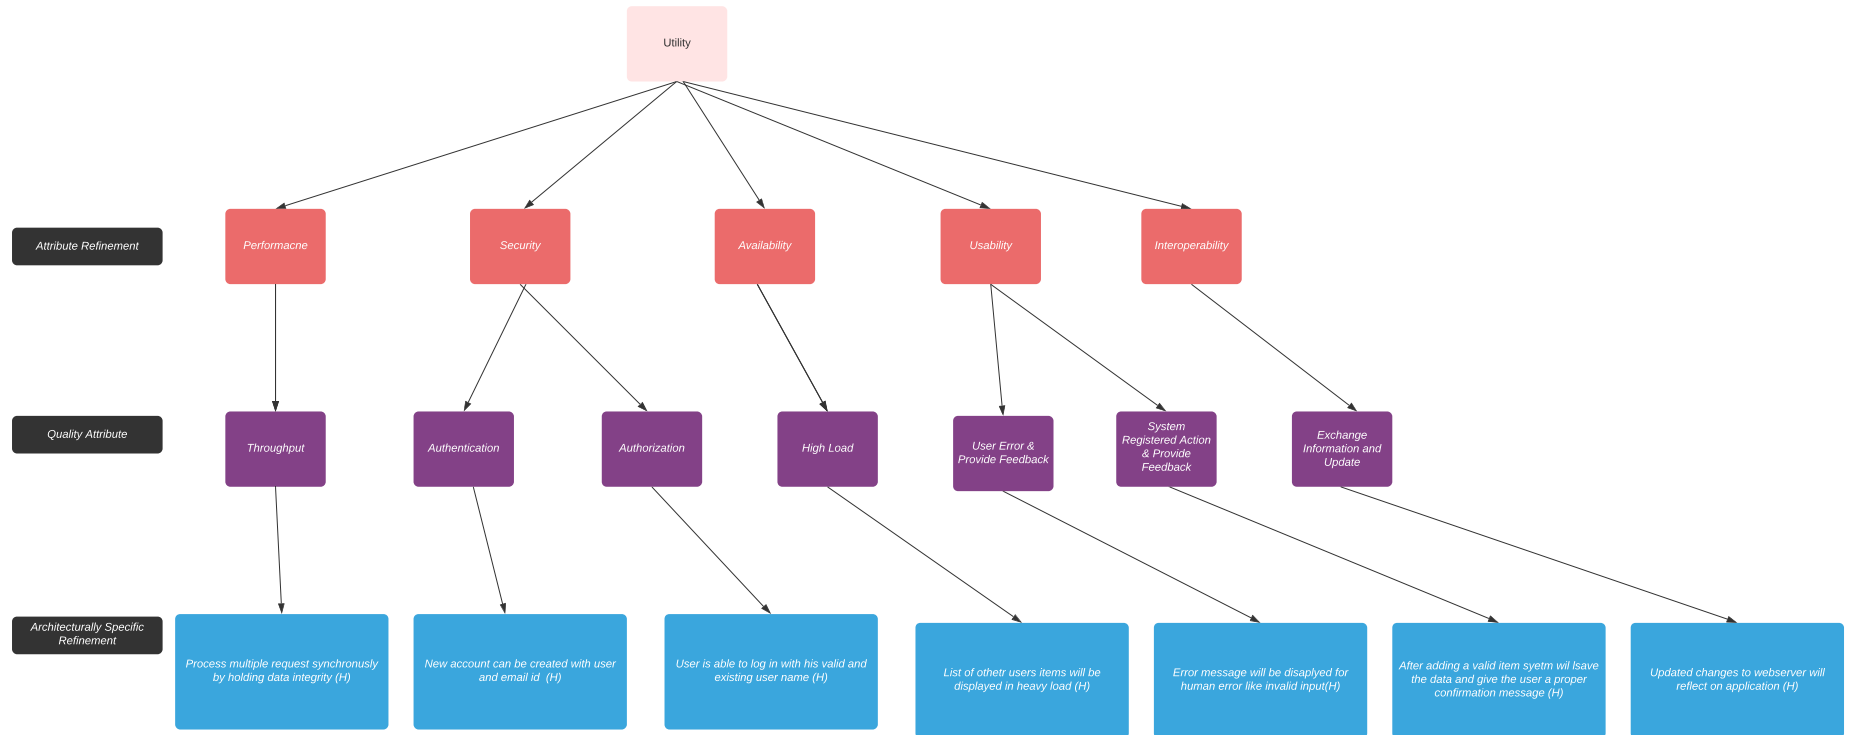 Utility
Attribute Refinement
Performacne
Security
Availability
Usability
Interoperability
Quality Attribute
Throughput
Authentication
Authorization
High Load
User Error &
Provide Feedback
System
Registered Action
& Provide
Feedback
Exchange
Information and
Update
Architecturally Specific
Refinement
Process multiple request synchronusly
by holding data integrity (H)
New account can be created with user
and email id  (H)
User is able to log in with his valid and
existing user name (H)
List of othetr users items will be
displayed in heavy load (H)
Error message will be disaplyed for
human error like invalid input(H)
After adding a valid item syetm wil lsave
the data and give the user a proper
confirmation message (H)
Updated changes to webserver will
reflect on application (H)